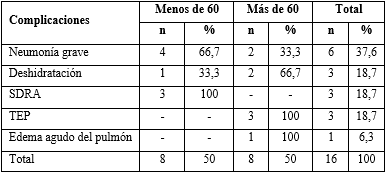 Complicaciones Menos de 60 Más de 60 Total
n % n % n %
Neumonía grave 4 66,7 2 33,3 6 37,6
Deshidratación 1 33,3 2 66,7 3 18,7
SDRA 3 100 - - 3 18,7
TEP - - 3 100 3 18,7
Edema agudo del pulmón - - 1 100 1 6,3
Total 8 50 8 50 16 100